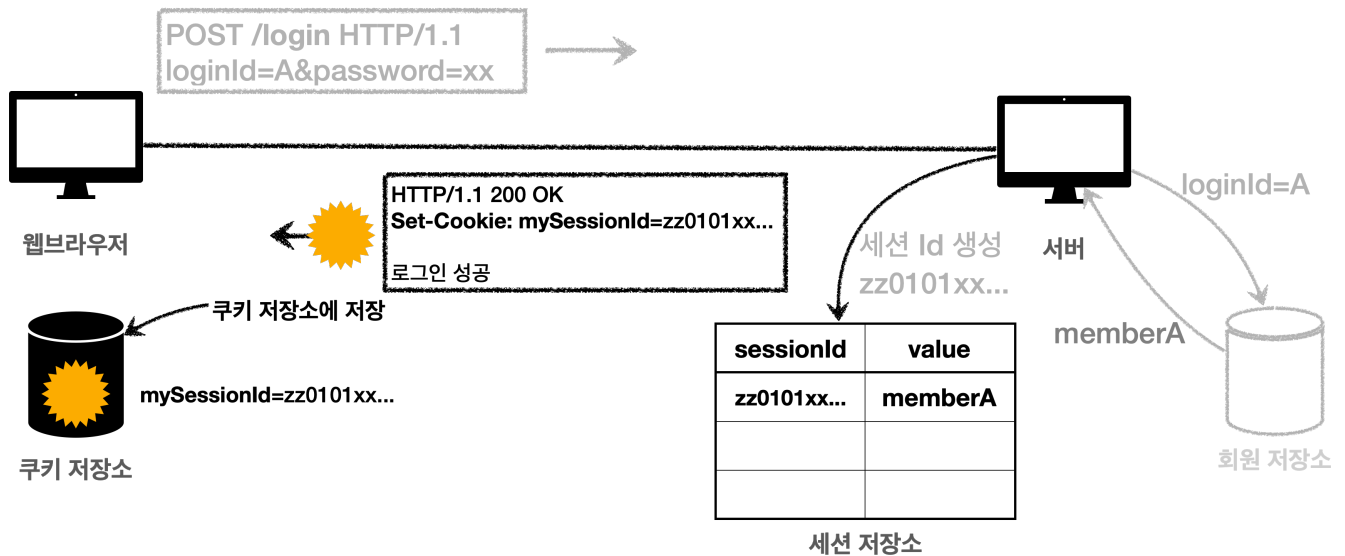 POST /login HTTP/1.1
loginId=A&password=xx
웹브라우저
HTTP/1.1 200 OK
Set-Cookie: mySessionId=zz0101xx...
로그인 성공
서버
loginId=A
세션 Id 생성
zz0101xx...
memberA
쿠키 저장소에 저장
mySessionId=zz0101xx...
쿠키 저장소
sessionId value
zz0101xx... memberA
세션 저장소
회원 저장소